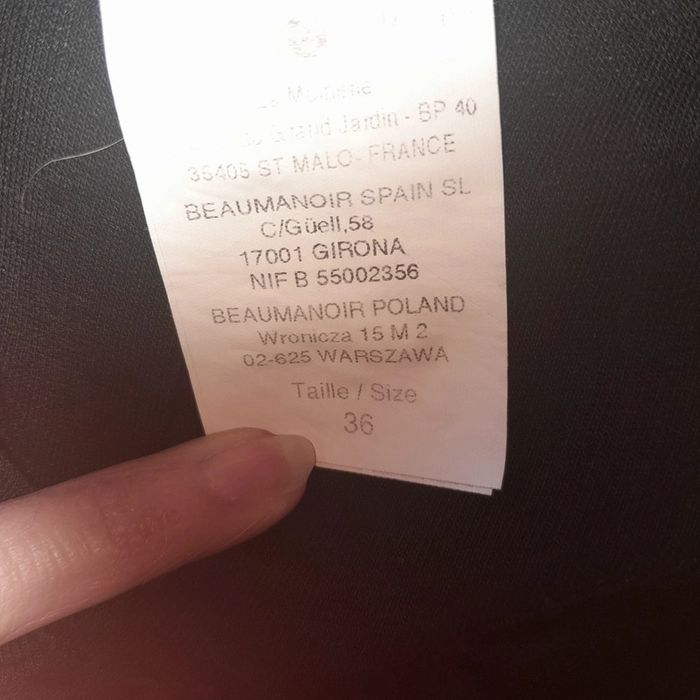 Grand Jardin - BP 40
35406 ST MALO- FRANCE
BEAUMANOIR SPAIN SL
C/Güell,58
17001 GIRONA
NIF B 55002356
BEAUMANOIR POLAND
Wronicza 15 M 2
02-625 WARSZAWA
Taille / Size
36